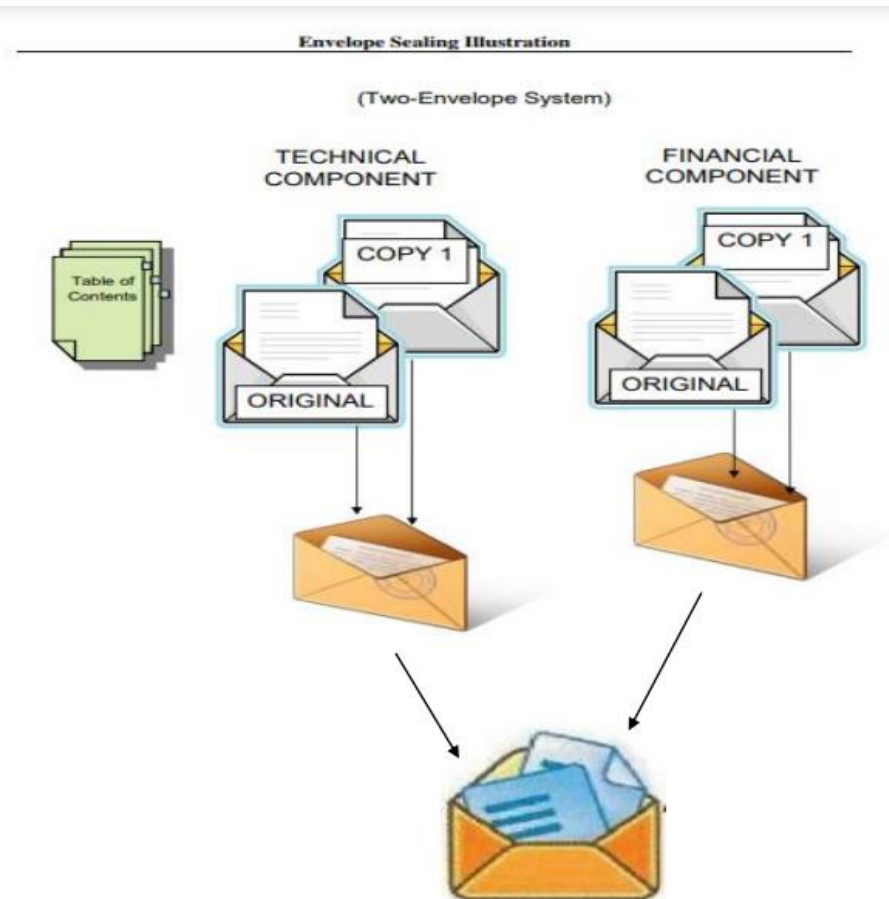 Envelope Sealing Illustration
(Two-Envelope System)
TECHNICAL
COMPONENT
FINANCIAL
COMPONENT
Table of
Contents
COPY 1
ORIGINAL
COPY 1
ORIGINAL